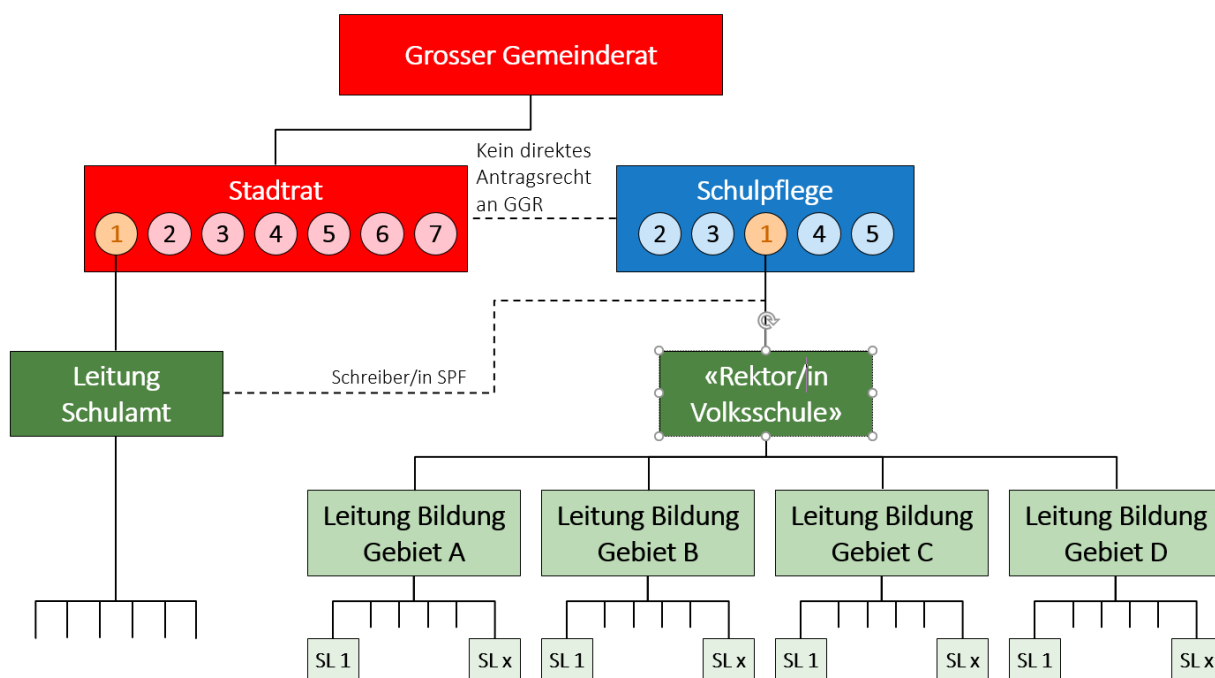 Grosser Gemeinderat
Kein direktes
Antragsrecht
an GGR
Stadtrat
1 2 3 4 5 6 7
Schulpflege
2 3 1 4 5
Leitung
Schulamt
Schreiber/in SPF
«Rektor/in
Volksschule»
Leitung Bildung
Gebiet A
Leitung Bildung
Gebiet B
Leitung Bildung
Gebiet C
Leitung Bildung
Gebiet D
SL 1
SL x
SL 1
SL x
SL 1
SL x
SL 1
SL x